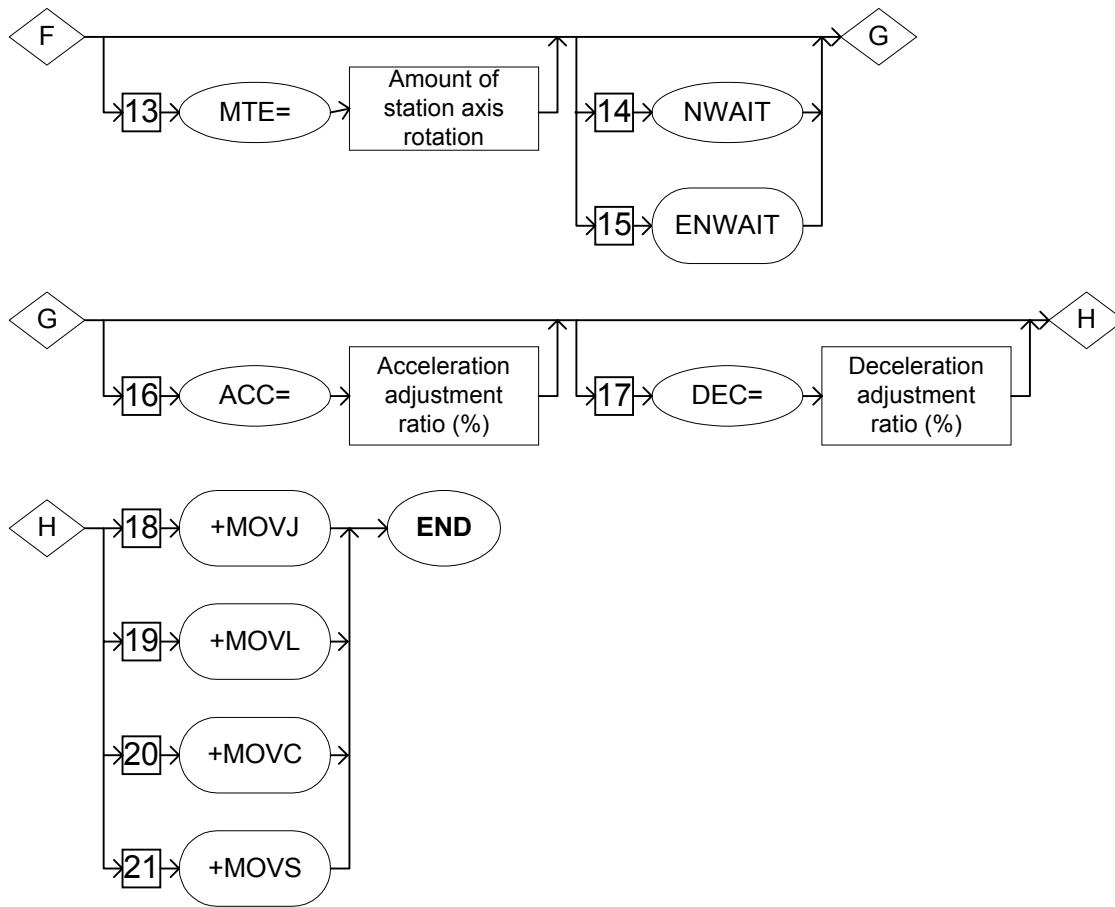 F
G
13
MTE=
Amount of
station axis
rotation
14
NWAIT
15
ENWAIT
G
H
16
ACC=
Acceleration
adjustment
ratio (%)
17
DEC=
Deceleration
adjustment
ratio (%)
H
18
+MOVJ
END
19
+MOVL
20
+MOVC
21
+MOVS